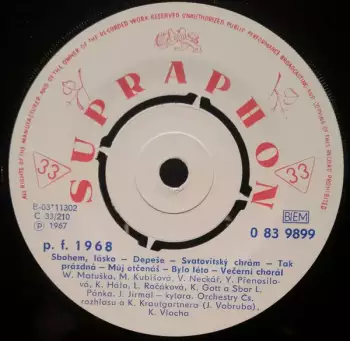 ALL RIGHTS OF THE MANUFACTURER AND OF THE OWNER OF THE RECORDED WORK RESERVED UNAUTHORIZED PUBLIC PERFORMANCE BROADCASTING AND COPYING OF THIS RECORD PROHIBITED
SUPRAPHON
33
33
E-03*11302
C 33/210
Ⓟ 1967
BIEM
0 83 9899
p. f. 1968
Sbohem, lásko — Depeše — Svatovítský chrám — Tak
prázdná — Můj otčenáš — Bylo léto — Večerní chorál
W. Matuška, M. Kubišová, V. Neckář, Y. Přenosilo-
vá, K. Hála, L. Ročáková, K. Gott a Sbor L.
Pánka, J. Jirmal — kytara. Orchestry Čs.
rozhlasu a K. Krautgartnera (J. Vobruba),
K. Vlocha